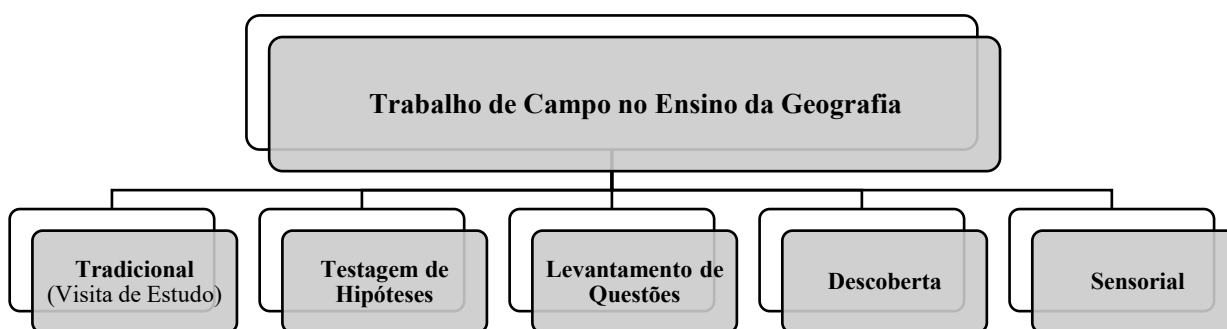 Trabalho de Campo no Ensino da Geografia
Tradicional
(Visita de Estudo)
Testagem de
Hipóteses
Levantamento de
Questões
Descoberta
Sensorial